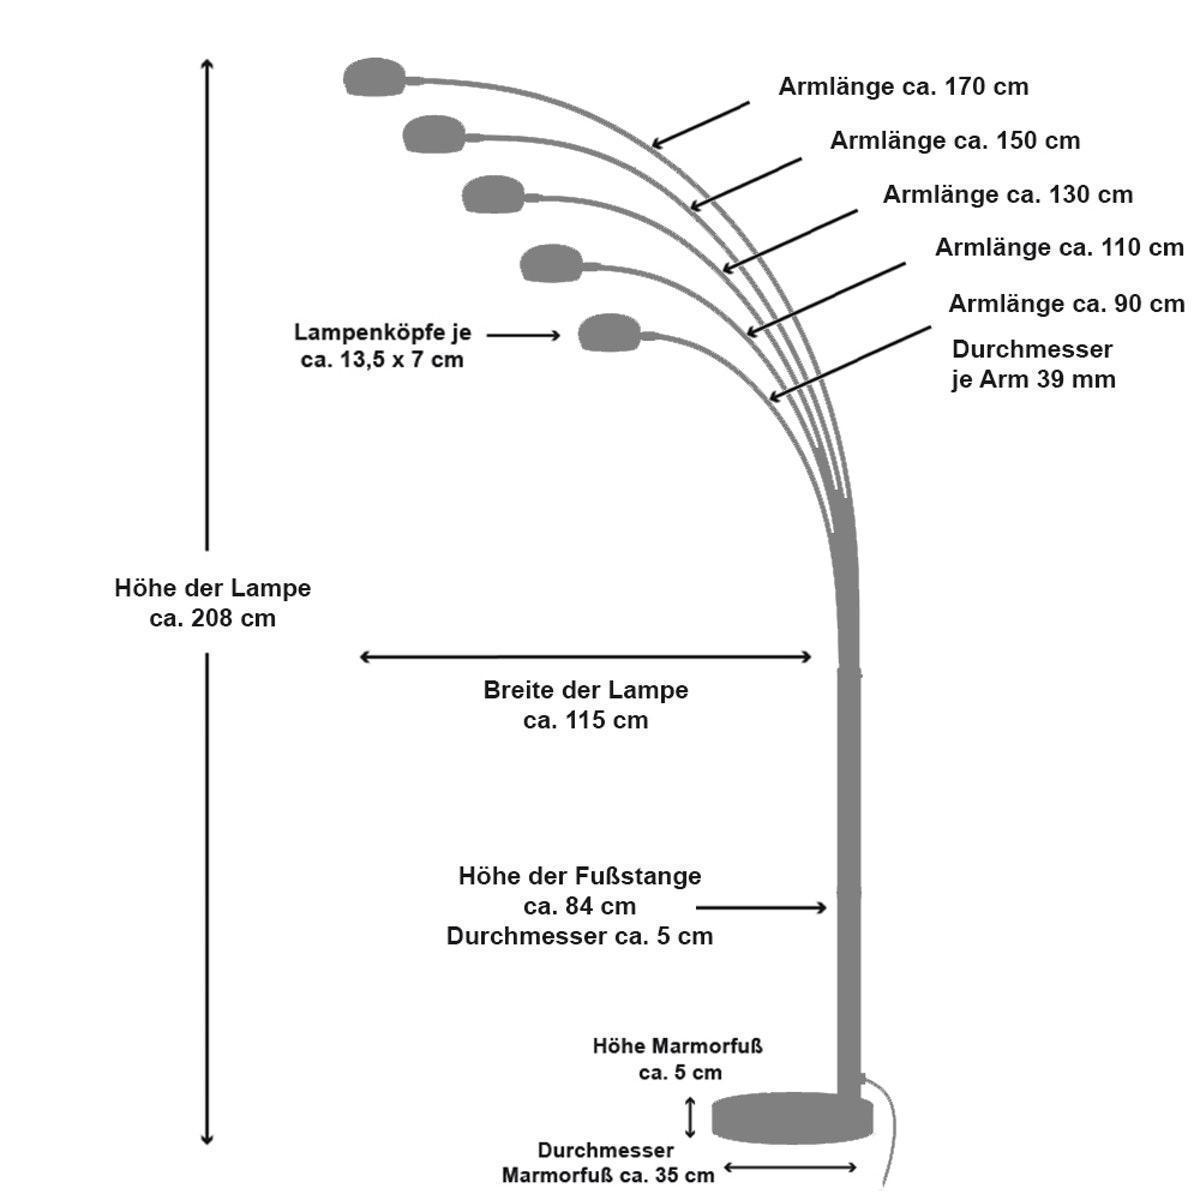 Armlänge ca. 170 cm
Armlänge ca. 150 cm
Armlänge ca. 130 cm
Armlänge ca. 110 cm
Armlänge ca. 90 cm
Durchmesser
je Arm 39 mm
Lampenköpfe je
ca. 13,5 x 7 cm
Höhe der Lampe
ca. 208 cm
Breite der Lampe
ca. 115 cm
Höhe der Fußstange
ca. 84 cm
Durchmesser ca. 5 cm
Höhe Marmorfuß
ca. 5 cm
Durchmesser
Marmorfuß ca. 35 cm